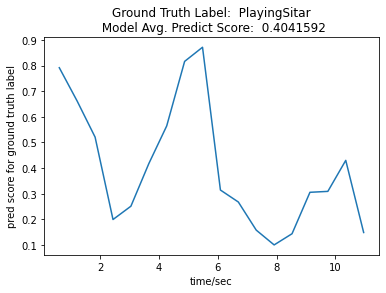 Ground Truth Label:  PlayingSitar
Model Avg. Predict Score:  0.4041592
pred score for ground truth label
0.9
0.8
0.7
0.6
0.5
0.4
0.3
0.2
0.1
2 4 6 8 10
time/sec